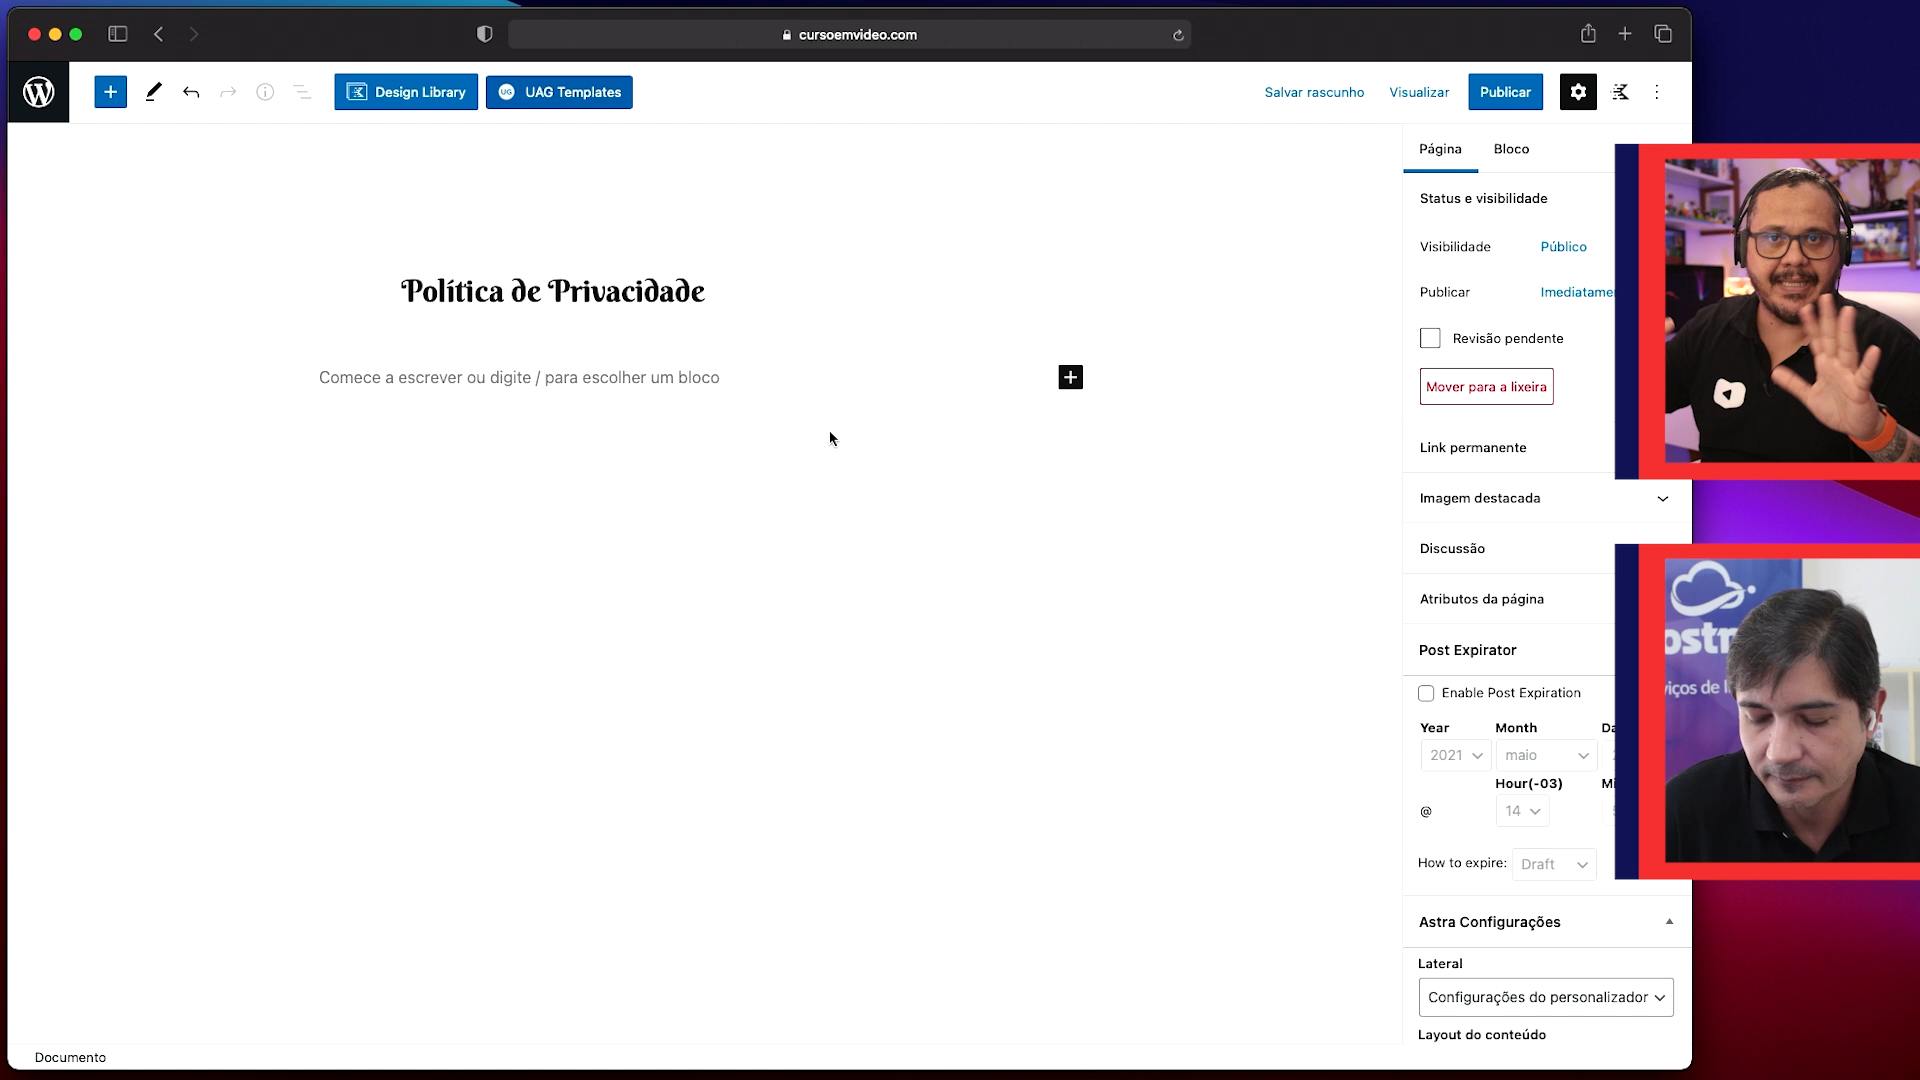 cursoemvideo.com
Design Library
UG UAG Templates
Salvar rascunho
Visualizar
Publicar
Página
Bloco
Status e visibilidade
Visibilidade
Público
Publicar
Revisão pendente
Mover para a lixeira
Link permanente
Imagem destacada
Discussão
Atributos da página
Post Expirator
Enable Post Expiration
Year
Month
2021
maio
Hour(-03)
@
14
How to expire:
Draft
Astra Configurações
Lateral
Configurações do personalizador
Layout do conteúdo
Política de Privacidade
Comece a escrever ou digite / para escolher um bloco
Documento